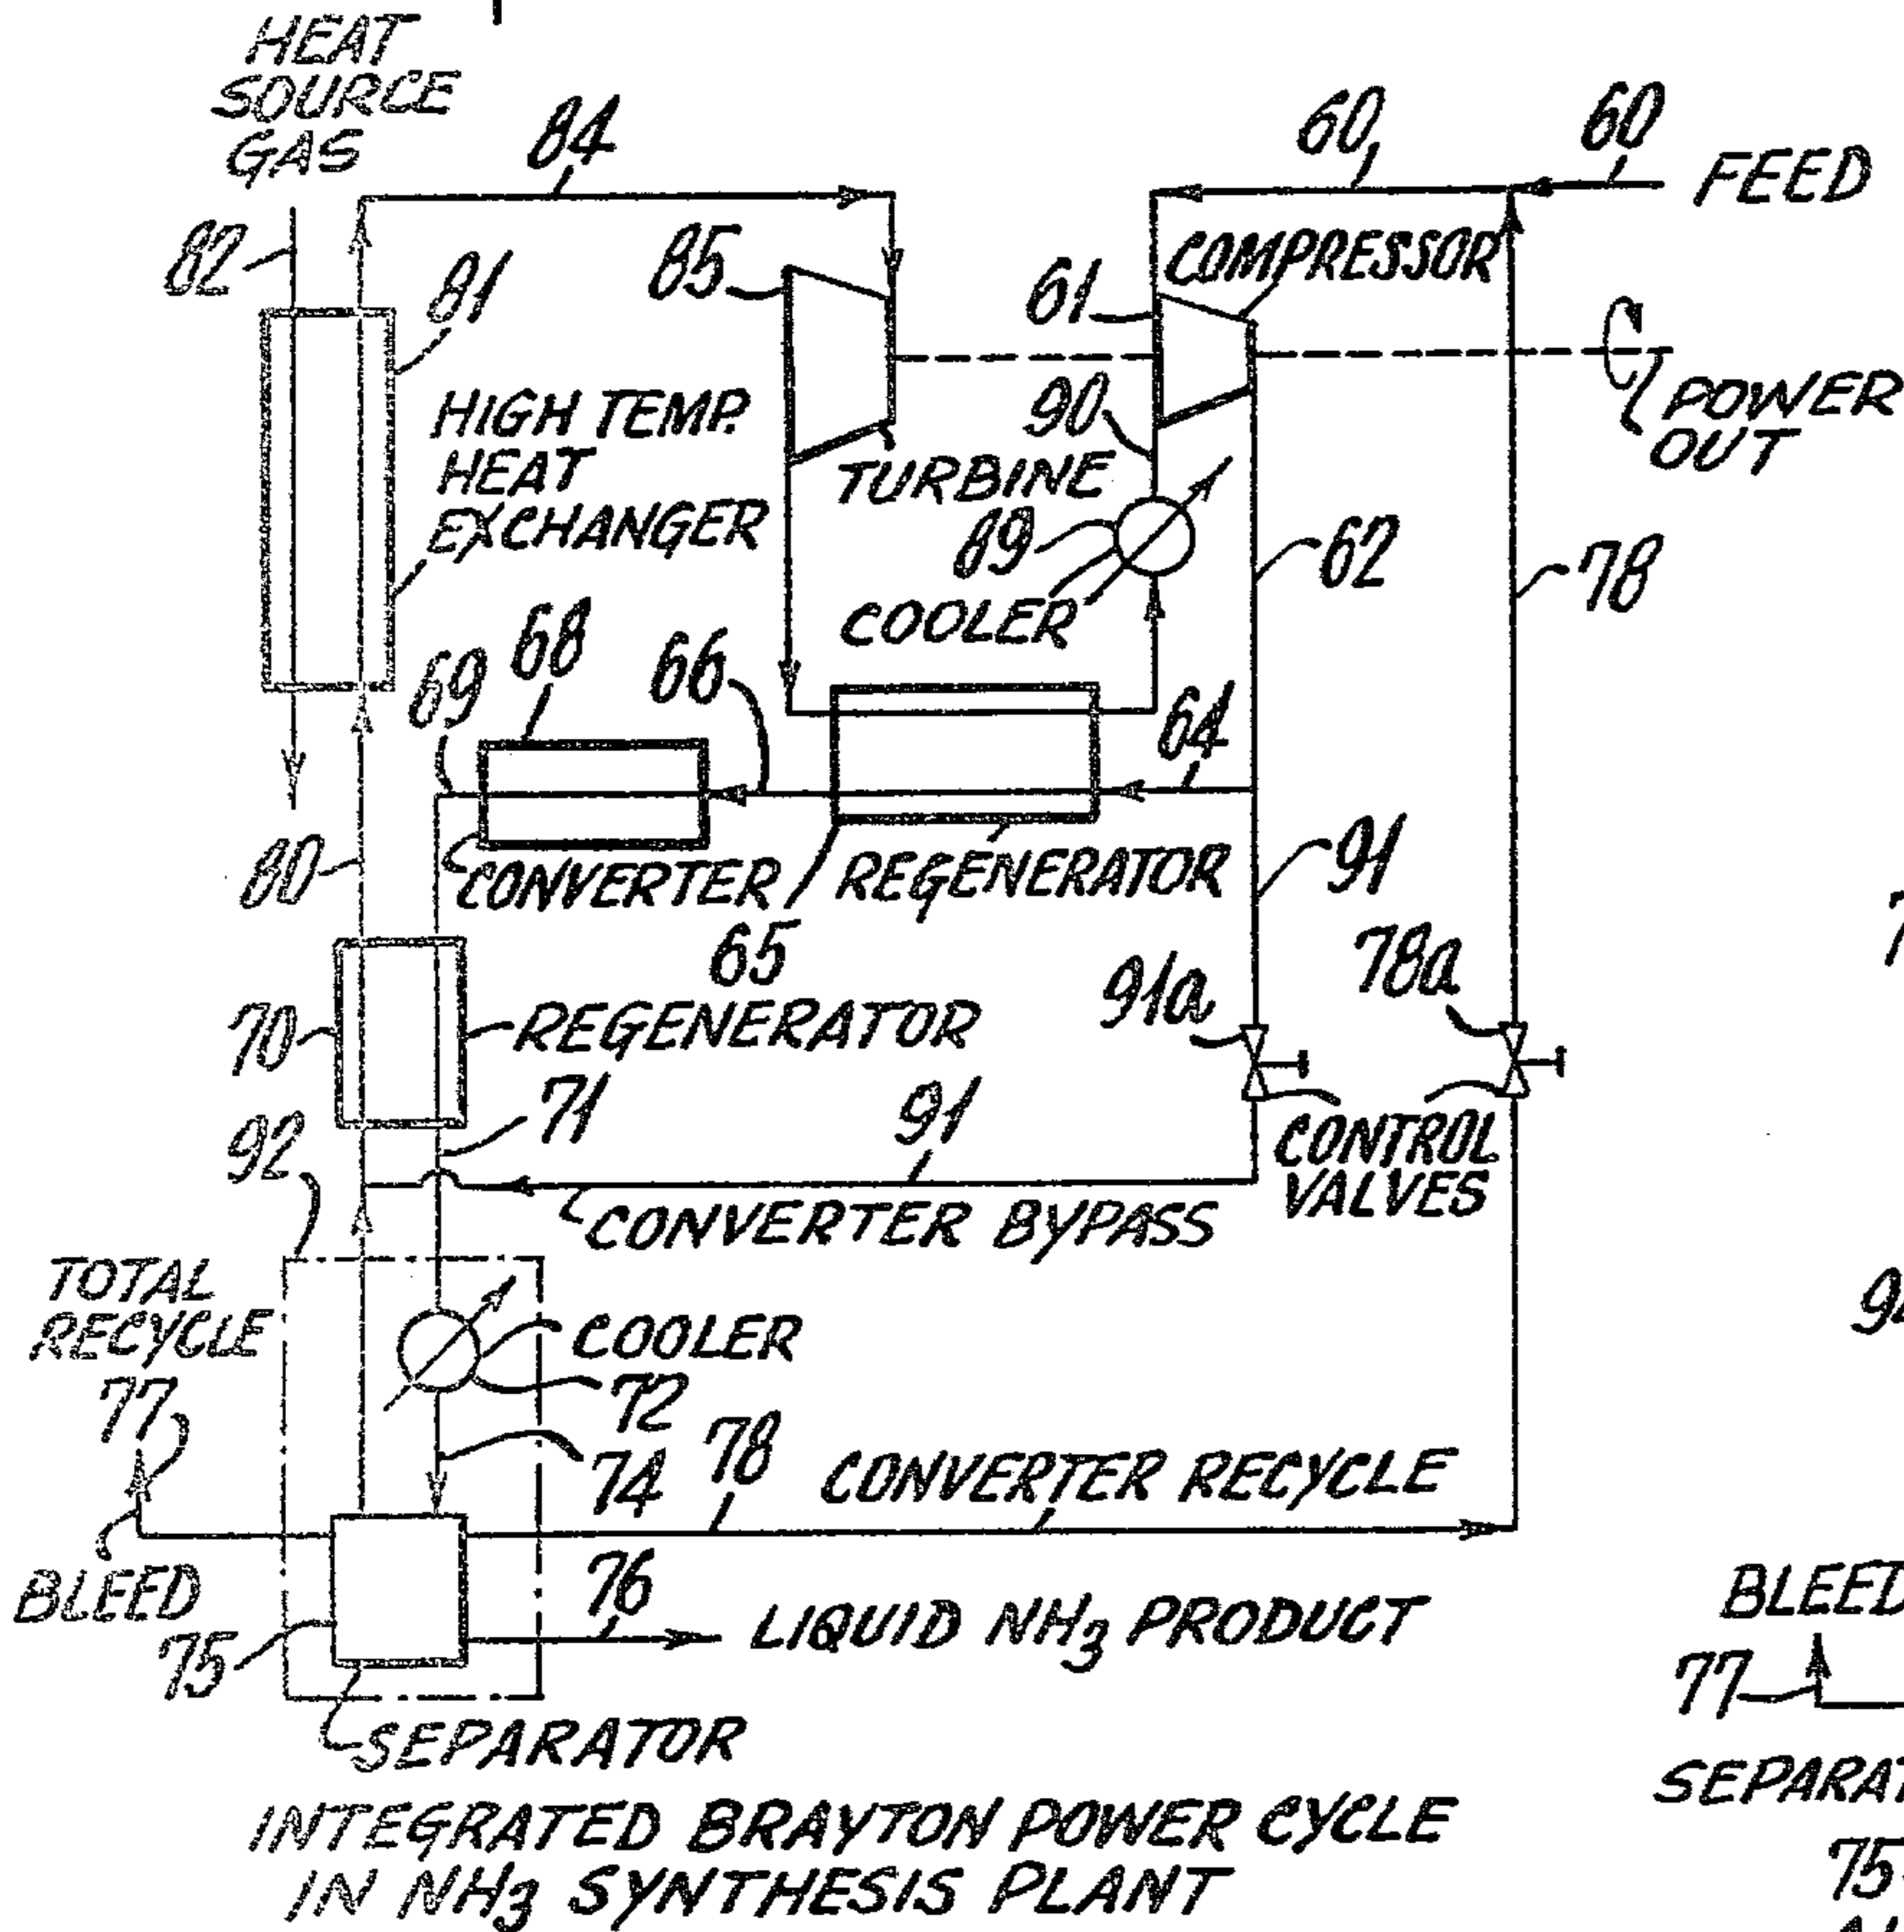 HEAT
SOURCE
GAS
84
60
60
FEED
82
81
85
61
COMPRESSOR
HIGH TEMP.
HEAT
EXCHANGER
90
POWER
OUT
TURBINE
89
COOLER
62
78
69
68
66
64
80
CONVERTER
REGENERATOR
65
91
91a
78a
70
REGENERATOR
71
91
92
CONTROL
VALVES
CONVERTER BYPASS
TOTAL
RECYCLE
77
COOLER
72
74
78
CONVERTER RECYCLE
BLEED
75
76
LIQUID NH3 PRODUCT
SEPARATOR
INTEGRATED BRAYTON POWER CYCLE
IN NH3 SYNTHESIS PLANT
BLEED
77
75